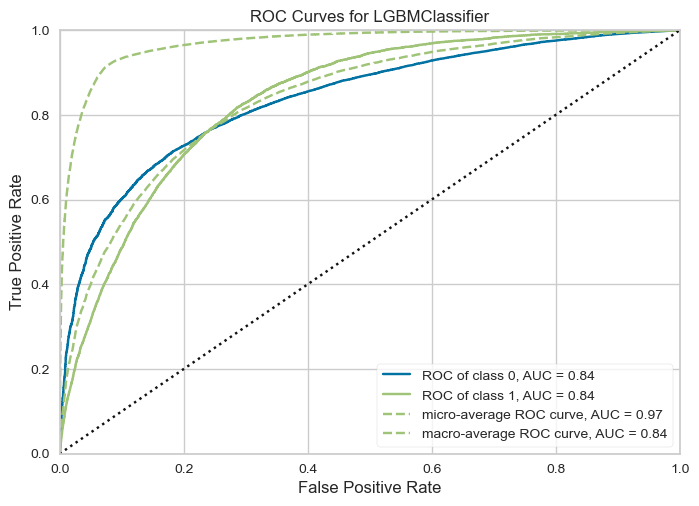 ROC Curves for LGBMClassifier
1.0
0.8
0.6
0.4
0.2
0.0
True Positive Rate
ROC of class 0, AUC = 0.84
ROC of class 1, AUC = 0.84
micro-average ROC curve, AUC = 0.97
macro-average ROC curve, AUC = 0.84
0.0 0.2 0.4 0.6 0.8 1.0
False Positive Rate